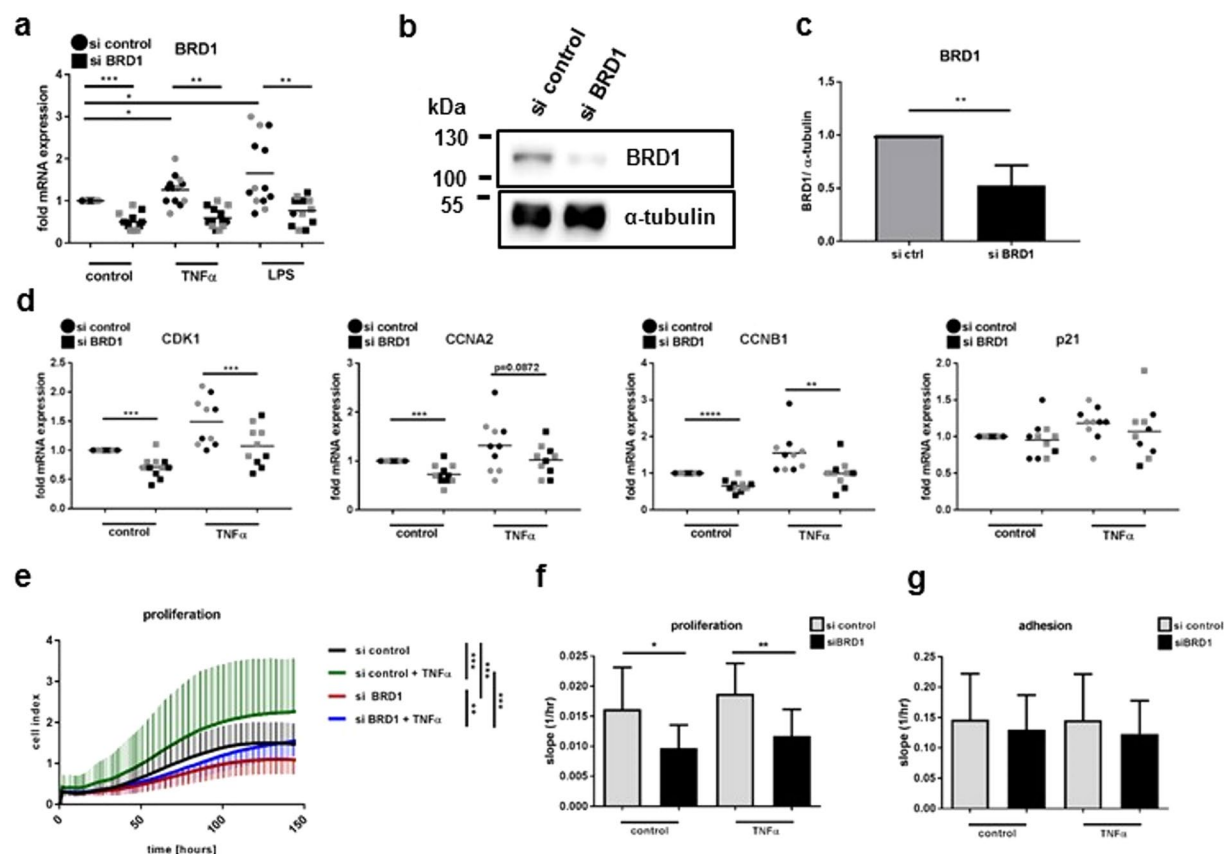 a
si control
si BRD1
BRD1
***
**
**
*
*
fold mRNA expression
4
3
2
1
0
control
TNFα
LPS
b
si control
si BRD1
kDa
130
100
55
BRD1
α-tubulin
c
BRD1
**
BRD1/ α-tubulin
1.5
1.0
0.5
0.0
si ctrl
si BRD1
d
si control
si BRD1
CDK1
fold mRNA expression
2.5
2.0
1.5
1.0
0.5
0.0
***
***
control
TNFα
si control
si BRD1
CCNA2
fold mRNA expression
3
2
1
0
***
p=0.0872
control
TNFα
si control
si BRD1
CCNB1
fold mRNA expression
4
3
2
1
0
****
**
control
TNFα
si control
si BRD1
p21
fold mRNA expression
2.0
1.5
1.0
0.5
0.0
control
TNFα
e
proliferation
cell index
4
3
2
1
0
0
50
100
150
time [hours]
si control
si control + TNFα
si BRD1
si BRD1 + TNFα
***
***
***
**
f
si control
siBRD1
proliferation
slope (1/hr)
0.025
0.020
0.015
0.010
0.005
0.000
*
**
control
TNFα
g
si control
siBRD1
adhesion
slope (1/hr)
0.25
0.20
0.15
0.10
0.05
0.00
control
TNFα